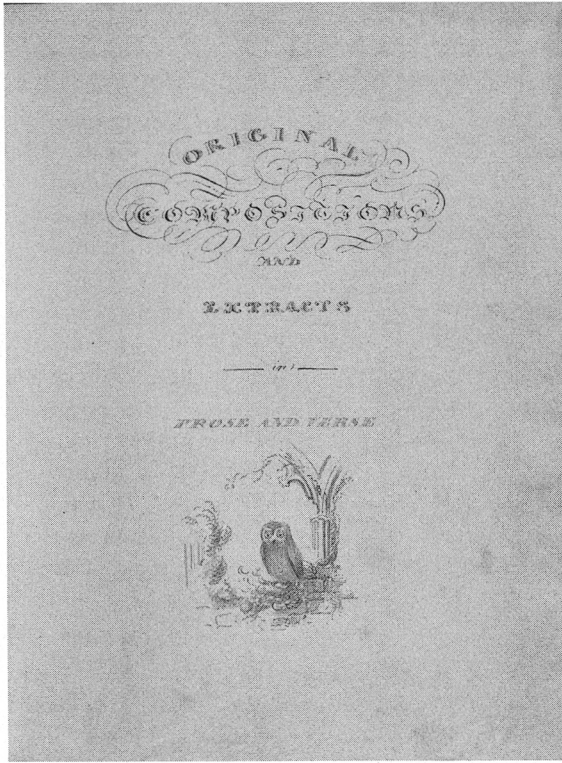 ORIGINAL
COMPOSITIONS
AND
EXTRACTS
in
PROSE AND VERSE